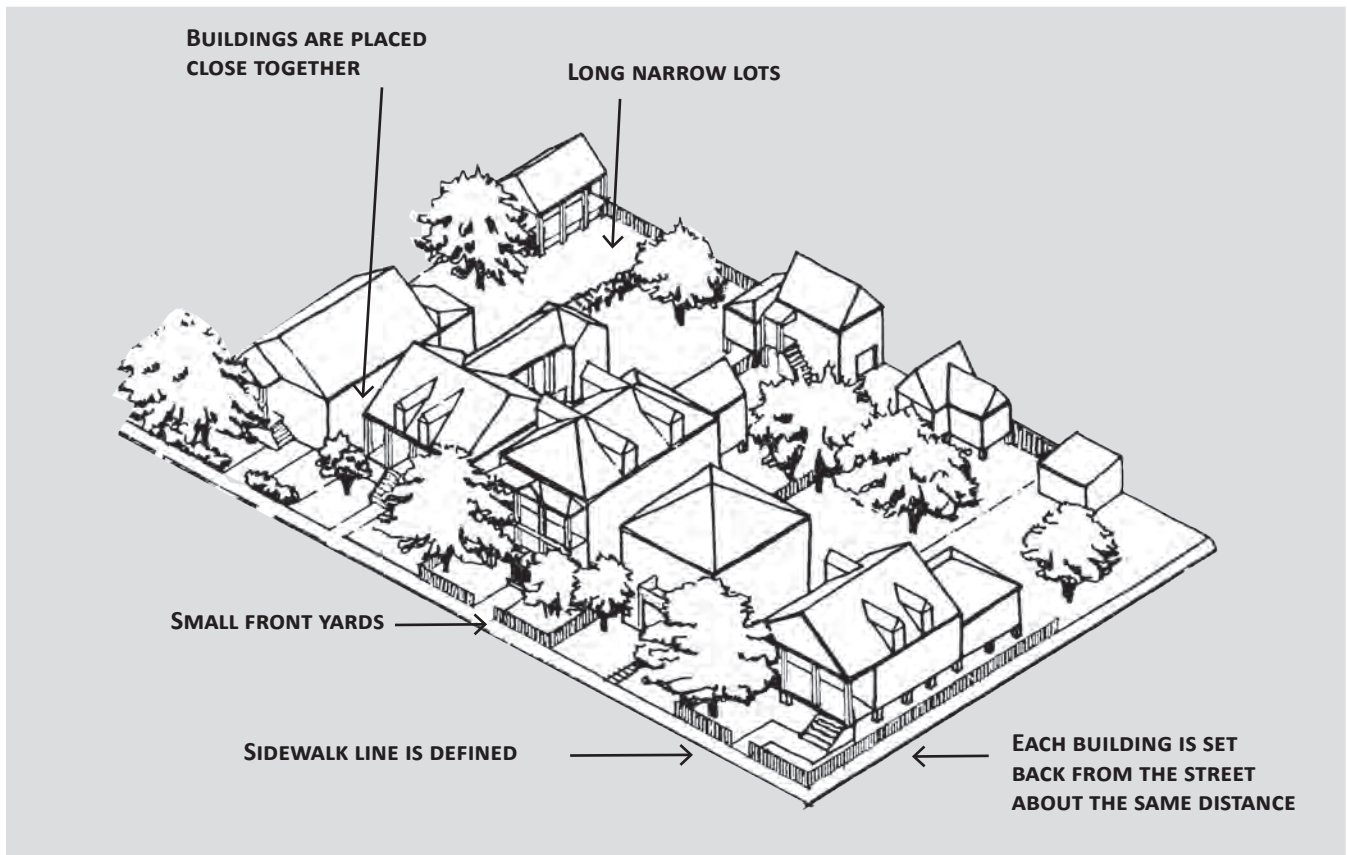 Buildings are placed
close together
Long narrow lots
Small front yards
Sidewalk line is defined
Each building is set
back from the street
about the same distance